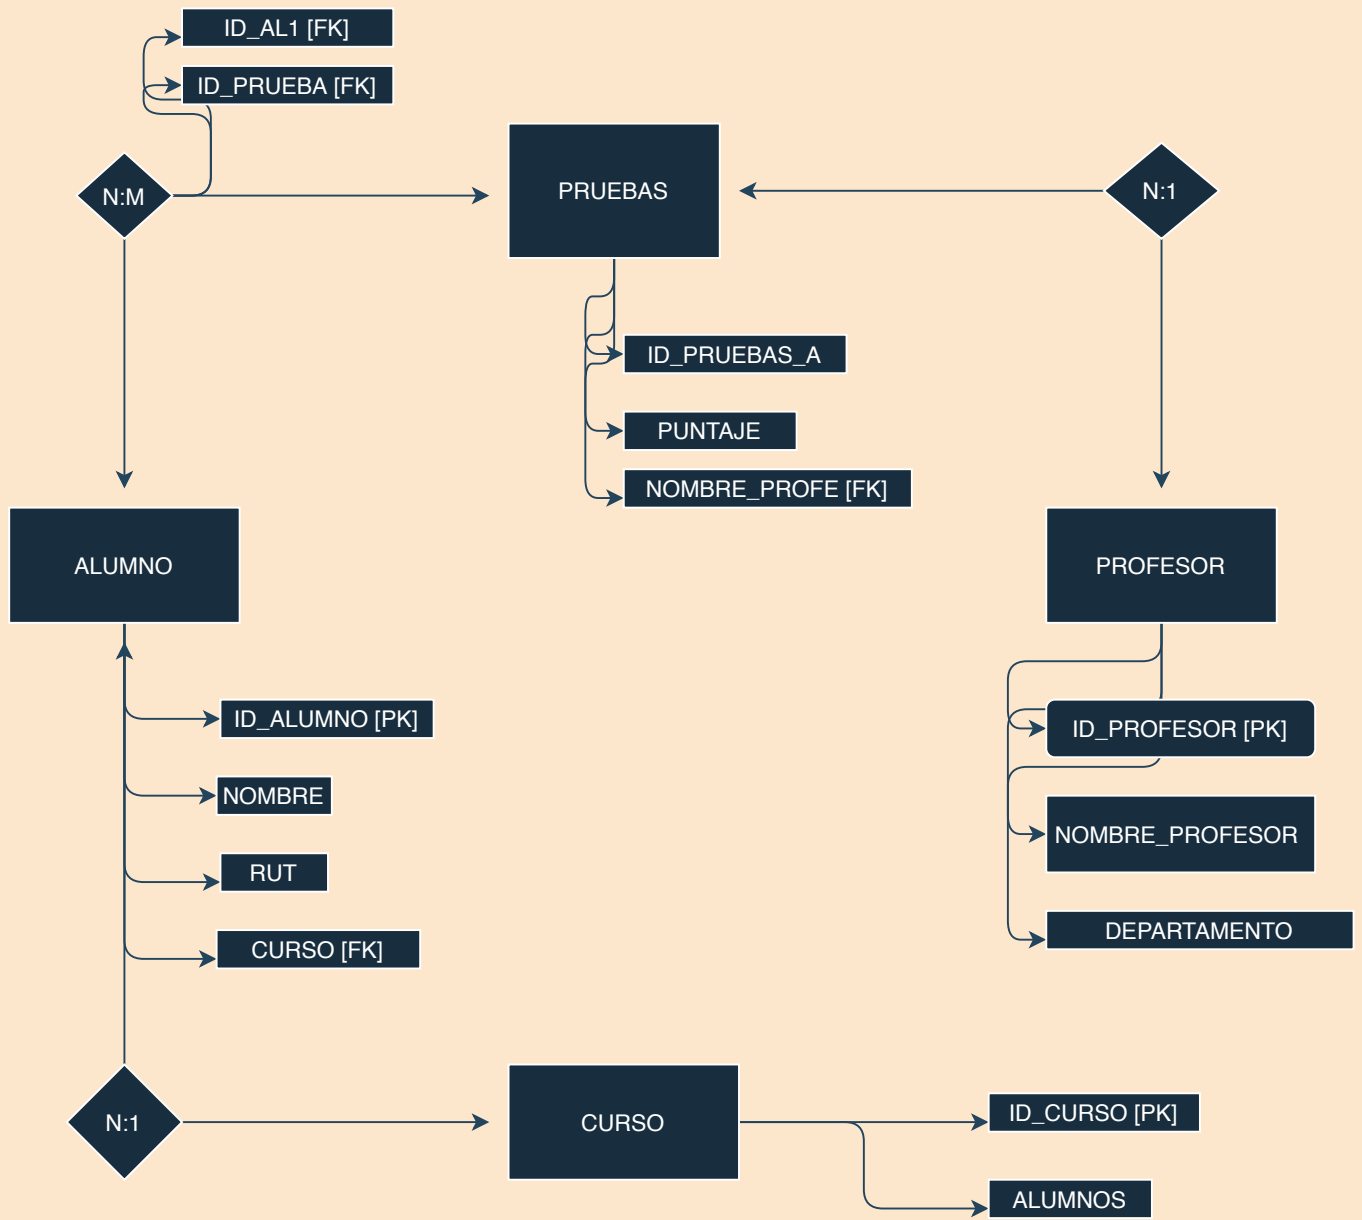 ID_AL1 [FK]
ID_PRUEBA [FK]
N:M
PRUEBAS
N:1
ID_PRUEBAS_A
PUNTAJE
NOMBRE_PROFE [FK]
ALUMNO
PROFESOR
ID_ALUMNO [PK]
NOMBRE
RUT
CURSO [FK]
ID_PROFESOR [PK]
NOMBRE_PROFESOR
DEPARTAMENTO
N:1
CURSO
ID_CURSO [PK]
ALUMNOS